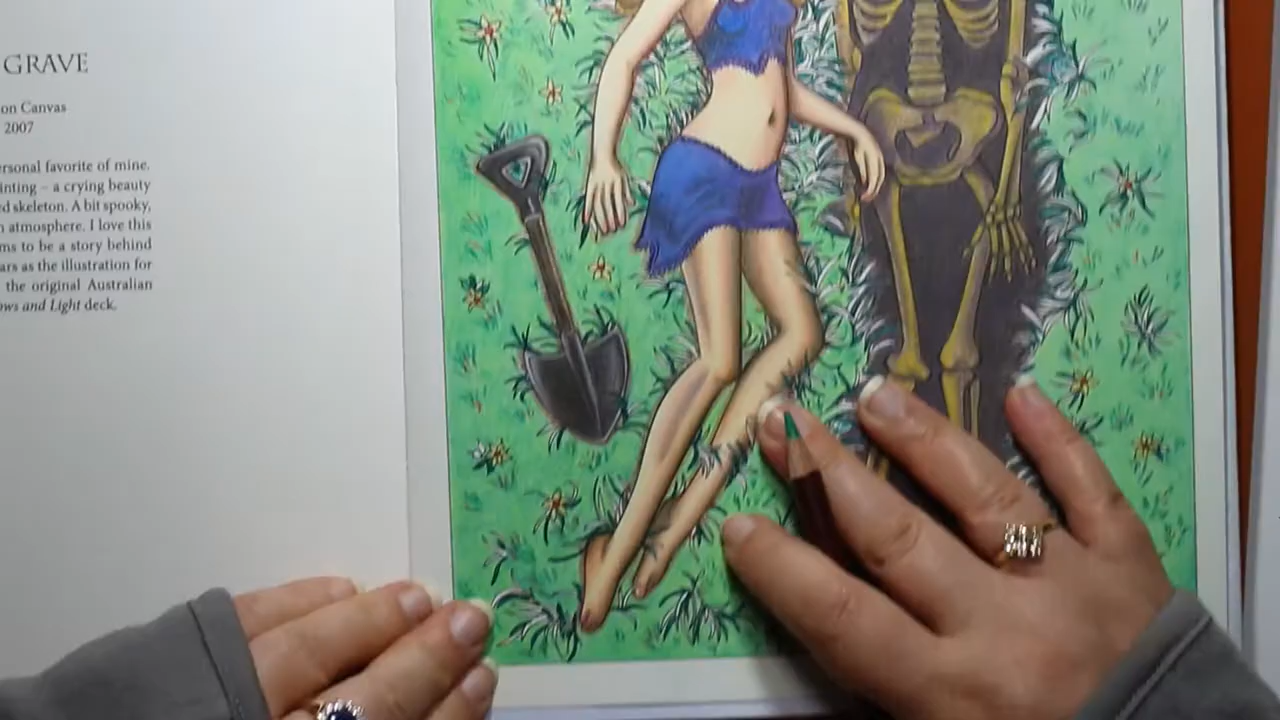 GRAVE
on Canvas
2007
ersonal favorite of mine.
inting – a crying beauty
ed skeleton. A bit spooky,
n atmosphere. I love this
ms to be a story behind
ars as the illustration for
the original Australian
ows and Light deck.